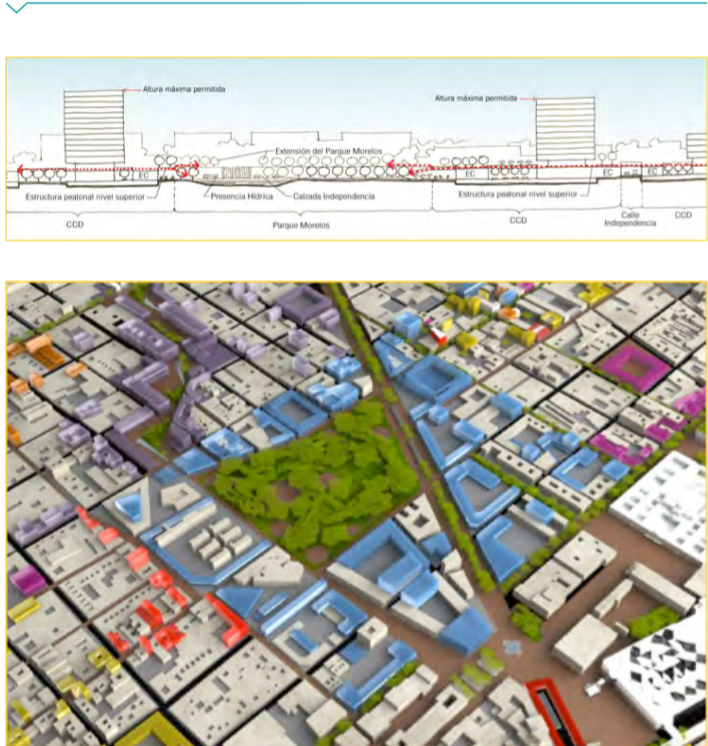 Altura máxima permitida
Altura máxima permitida
Extensión del Parque Morelos
EC
EC
EC
EC
Estructura peatonal nivel superior
Presencia Hídrica
Calzada Independencia
Estructura peatonal nivel superior
CCD
Parque Morelos
CCD
Calle
Independencia
CCD